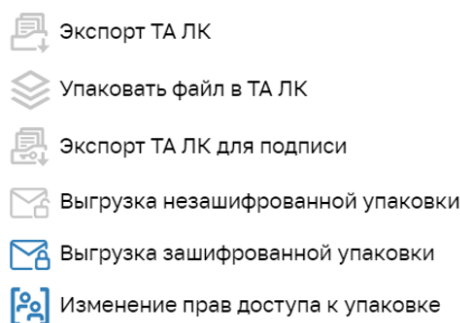 Экспорт ТА ЛК
Упаковать файл в ТА ЛК
Экспорт ТА ЛК для подписи
Выгрузка незашифрованной упаковки
Выгрузка зашифрованной упаковки
Изменение прав доступа к упаковке